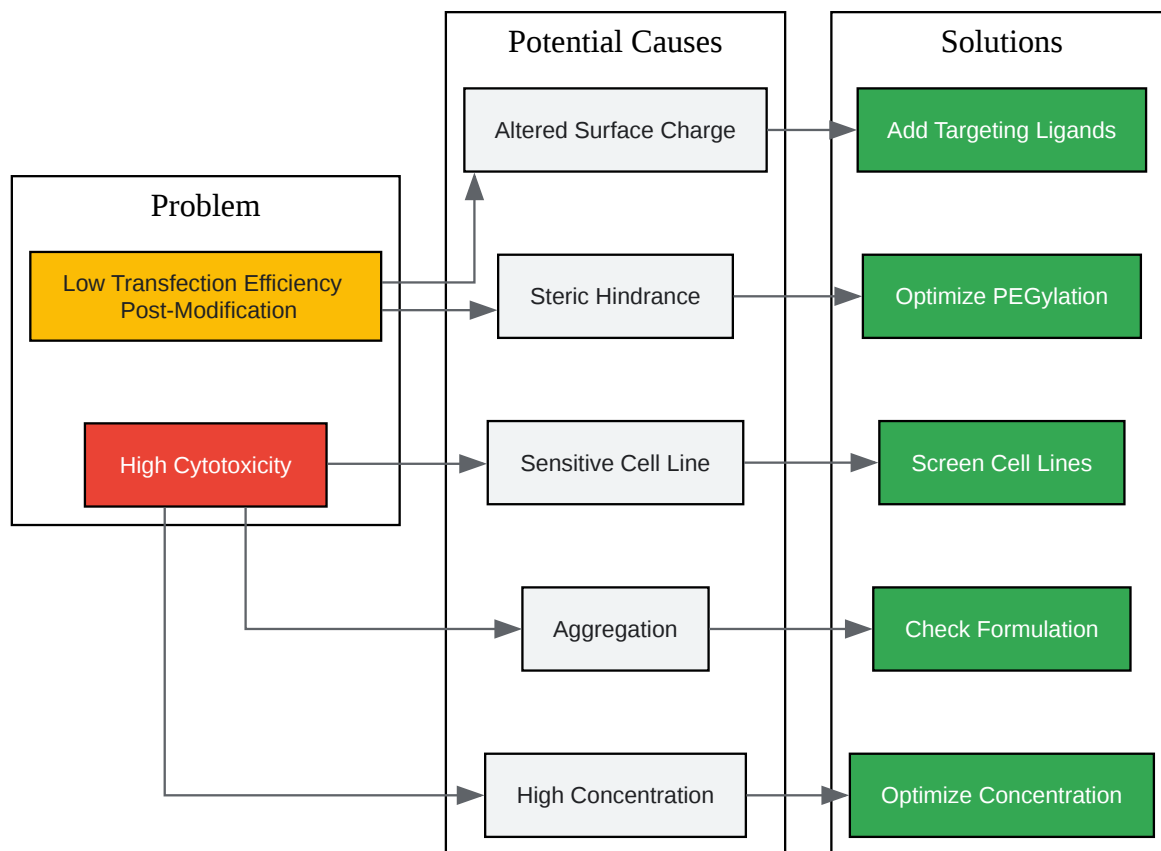 Problem
Low Transfection Efficiency
Post-Modification
High Cytotoxicity
Potential Causes
Altered Surface Charge
Steric Hindrance
Sensitive Cell Line
Aggregation
High Concentration
Solutions
Add Targeting Ligands
Optimize PEGylation
Screen Cell Lines
Check Formulation
Optimize Concentration